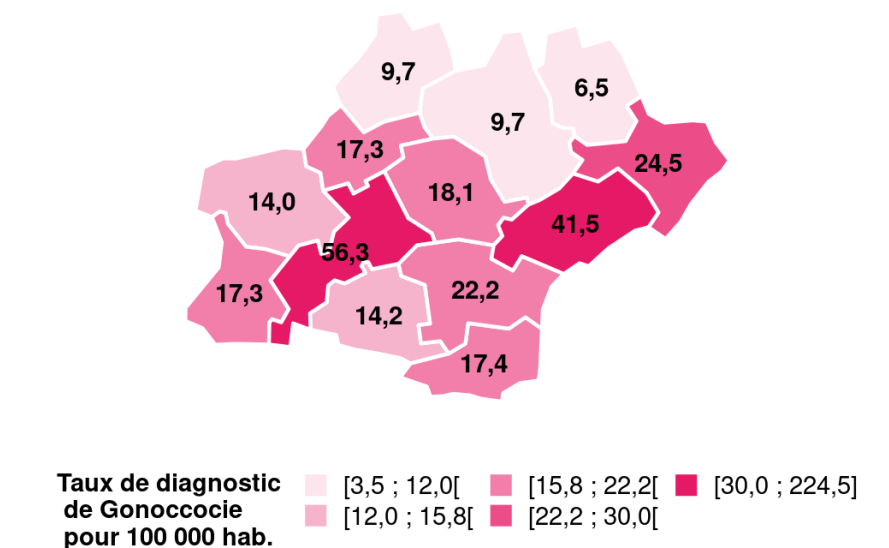 9,7
6,5
9,7
17,3
24,5
18,1
14,0
41,5
56,3
22,2
17,3
14,2
17,4
Taux de diagnostic
de Gonoccocie
pour 100 000 hab.
[3,5 ; 12,0[ [15,8 ; 22,2[ [30,0 ; 224,5]
[12,0 ; 15,8[ [22,2 ; 30,0[